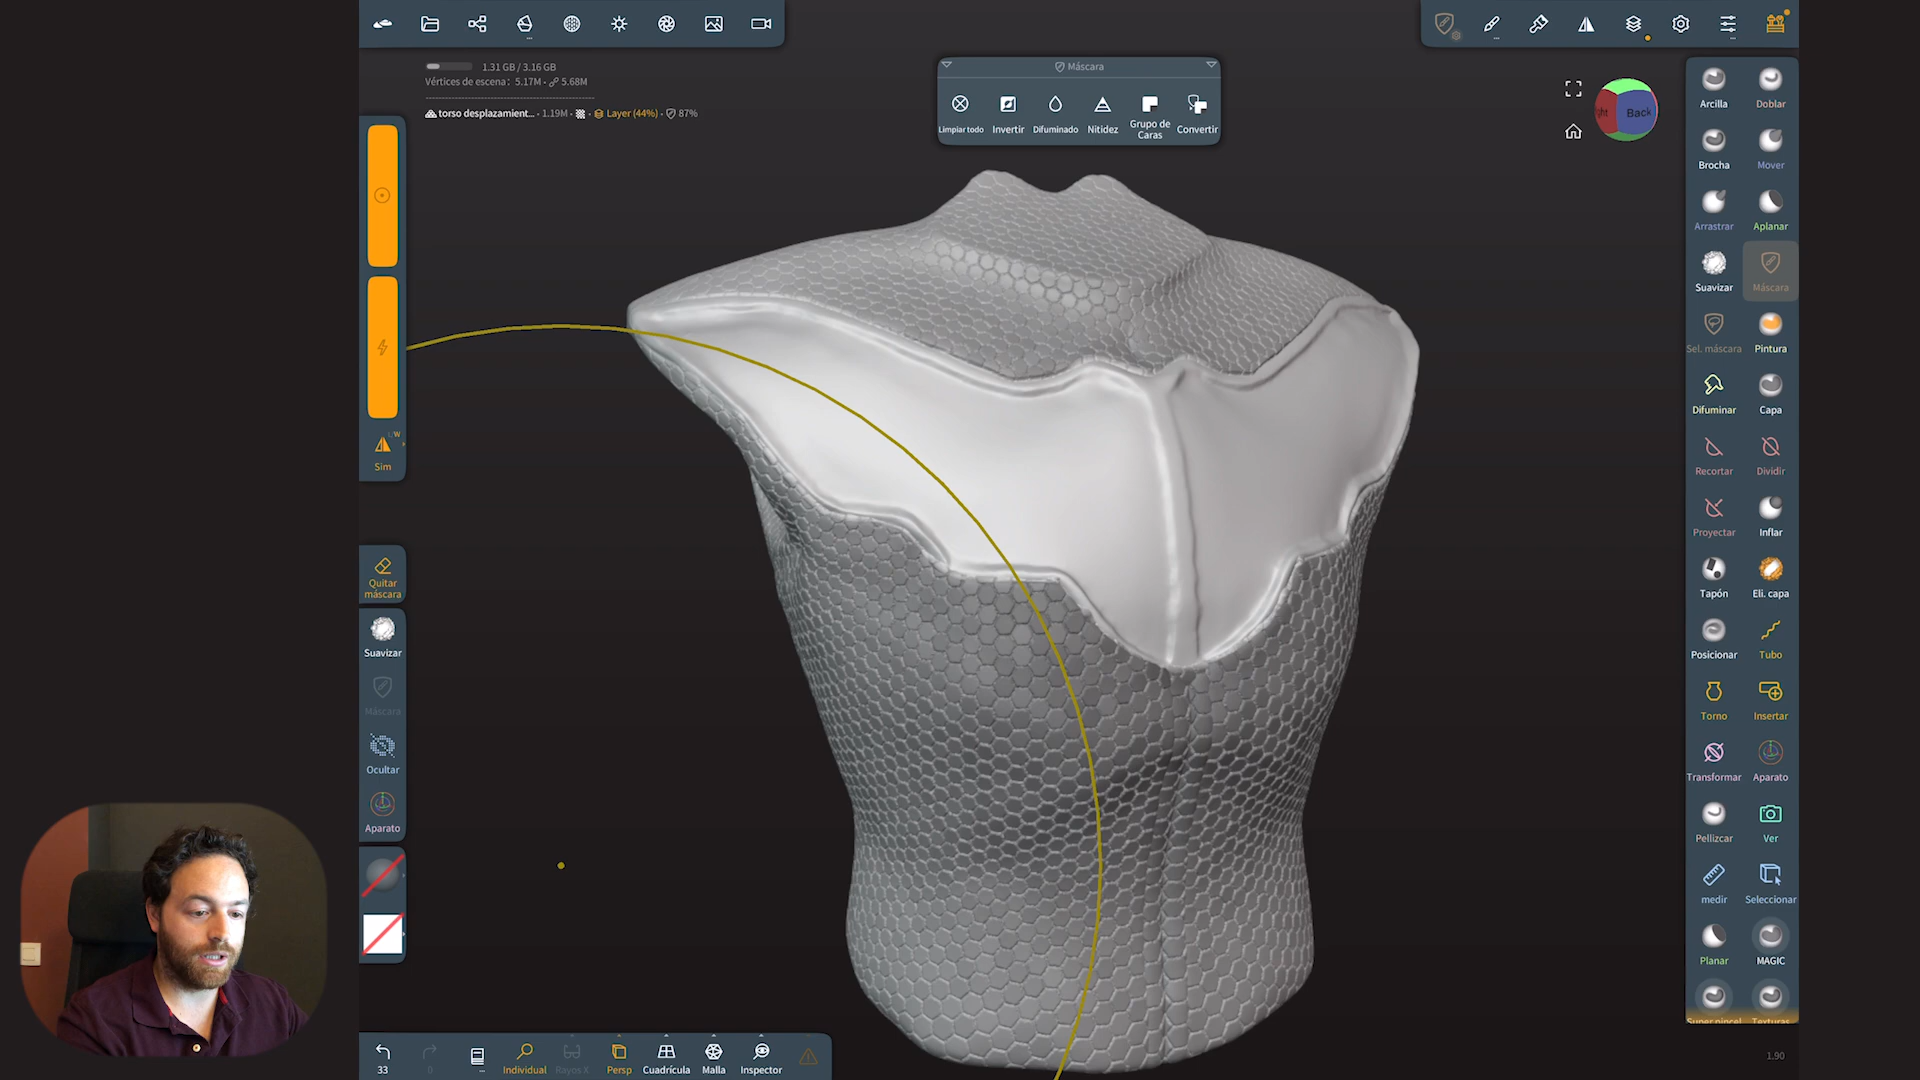 1.31 GB / 3.16 GB
Vértices de escena: 5.17M • 5.68M
torso desplazamient... • 1.19M • Layer (44%) • 87%
Máscara
Limpiar todo
Invertir
Difuminado
Nitidez
Grupo de
Caras
Convertir
Back
Sim
Quitar
máscara
Suavizar
Máscara
Ocultar
Aparato
Arcilla
Doblar
Brocha
Mover
Arrastrar
Aplanar
Suavizar
Máscara
Sel. máscara
Pintura
Difuminar
Capa
Recortar
Dividir
Proyectar
Inflar
Tapón
Eli. capa
Posicionar
Tubo
Torno
Insertar
Transformar
Aparato
Pellizcar
Ver
medir
Seleccionar
Planar
MAGIC
Super pincel
Texturas
33
0
Individual
Rayos X
Persp
Cuadrícula
Malla
Inspector
1.90